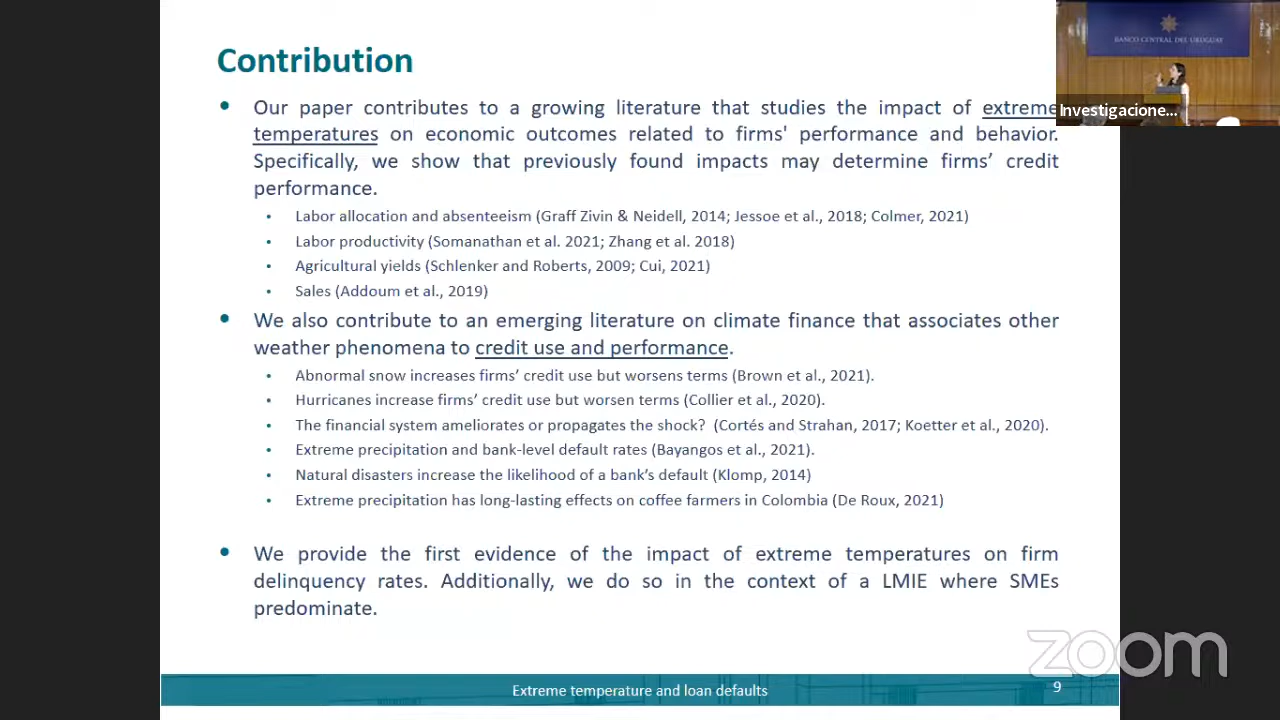 Contribution
BANCO CENTRAL DEL URUGUAY
Investigacione...
• Our paper contributes to a growing literature that studies the impact of extreme
temperatures on economic outcomes related to firms' performance and behavior.
Specifically, we show that previously found impacts may determine firms’ credit
performance.
• Labor allocation and absenteeism (Graff Zivin & Neidell, 2014; Jessoe et al., 2018; Colmer, 2021)
• Labor productivity (Somanathan et al. 2021; Zhang et al. 2018)
• Agricultural yields (Schlenker and Roberts, 2009; Cui, 2021)
• Sales (Addoum et al., 2019)
• We also contribute to an emerging literature on climate finance that associates other
weather phenomena to credit use and performance.
• Abnormal snow increases firms’ credit use but worsens terms (Brown et al., 2021).
• Hurricanes increase firms’ credit use but worsen terms (Collier et al., 2020).
• The financial system ameliorates or propagates the shock? (Cortés and Strahan, 2017; Koetter et al., 2020).
• Extreme precipitation and bank-level default rates (Bayangos et al., 2021).
• Natural disasters increase the likelihood of a bank’s default (Klomp, 2014)
• Extreme precipitation has long-lasting effects on coffee farmers in Colombia (De Roux, 2021)
• We provide the first evidence of the impact of extreme temperatures on firm
delinquency rates. Additionally, we do so in the context of a LMIE where SMEs
predominate.
zoom
Extreme temperature and loan defaults
9